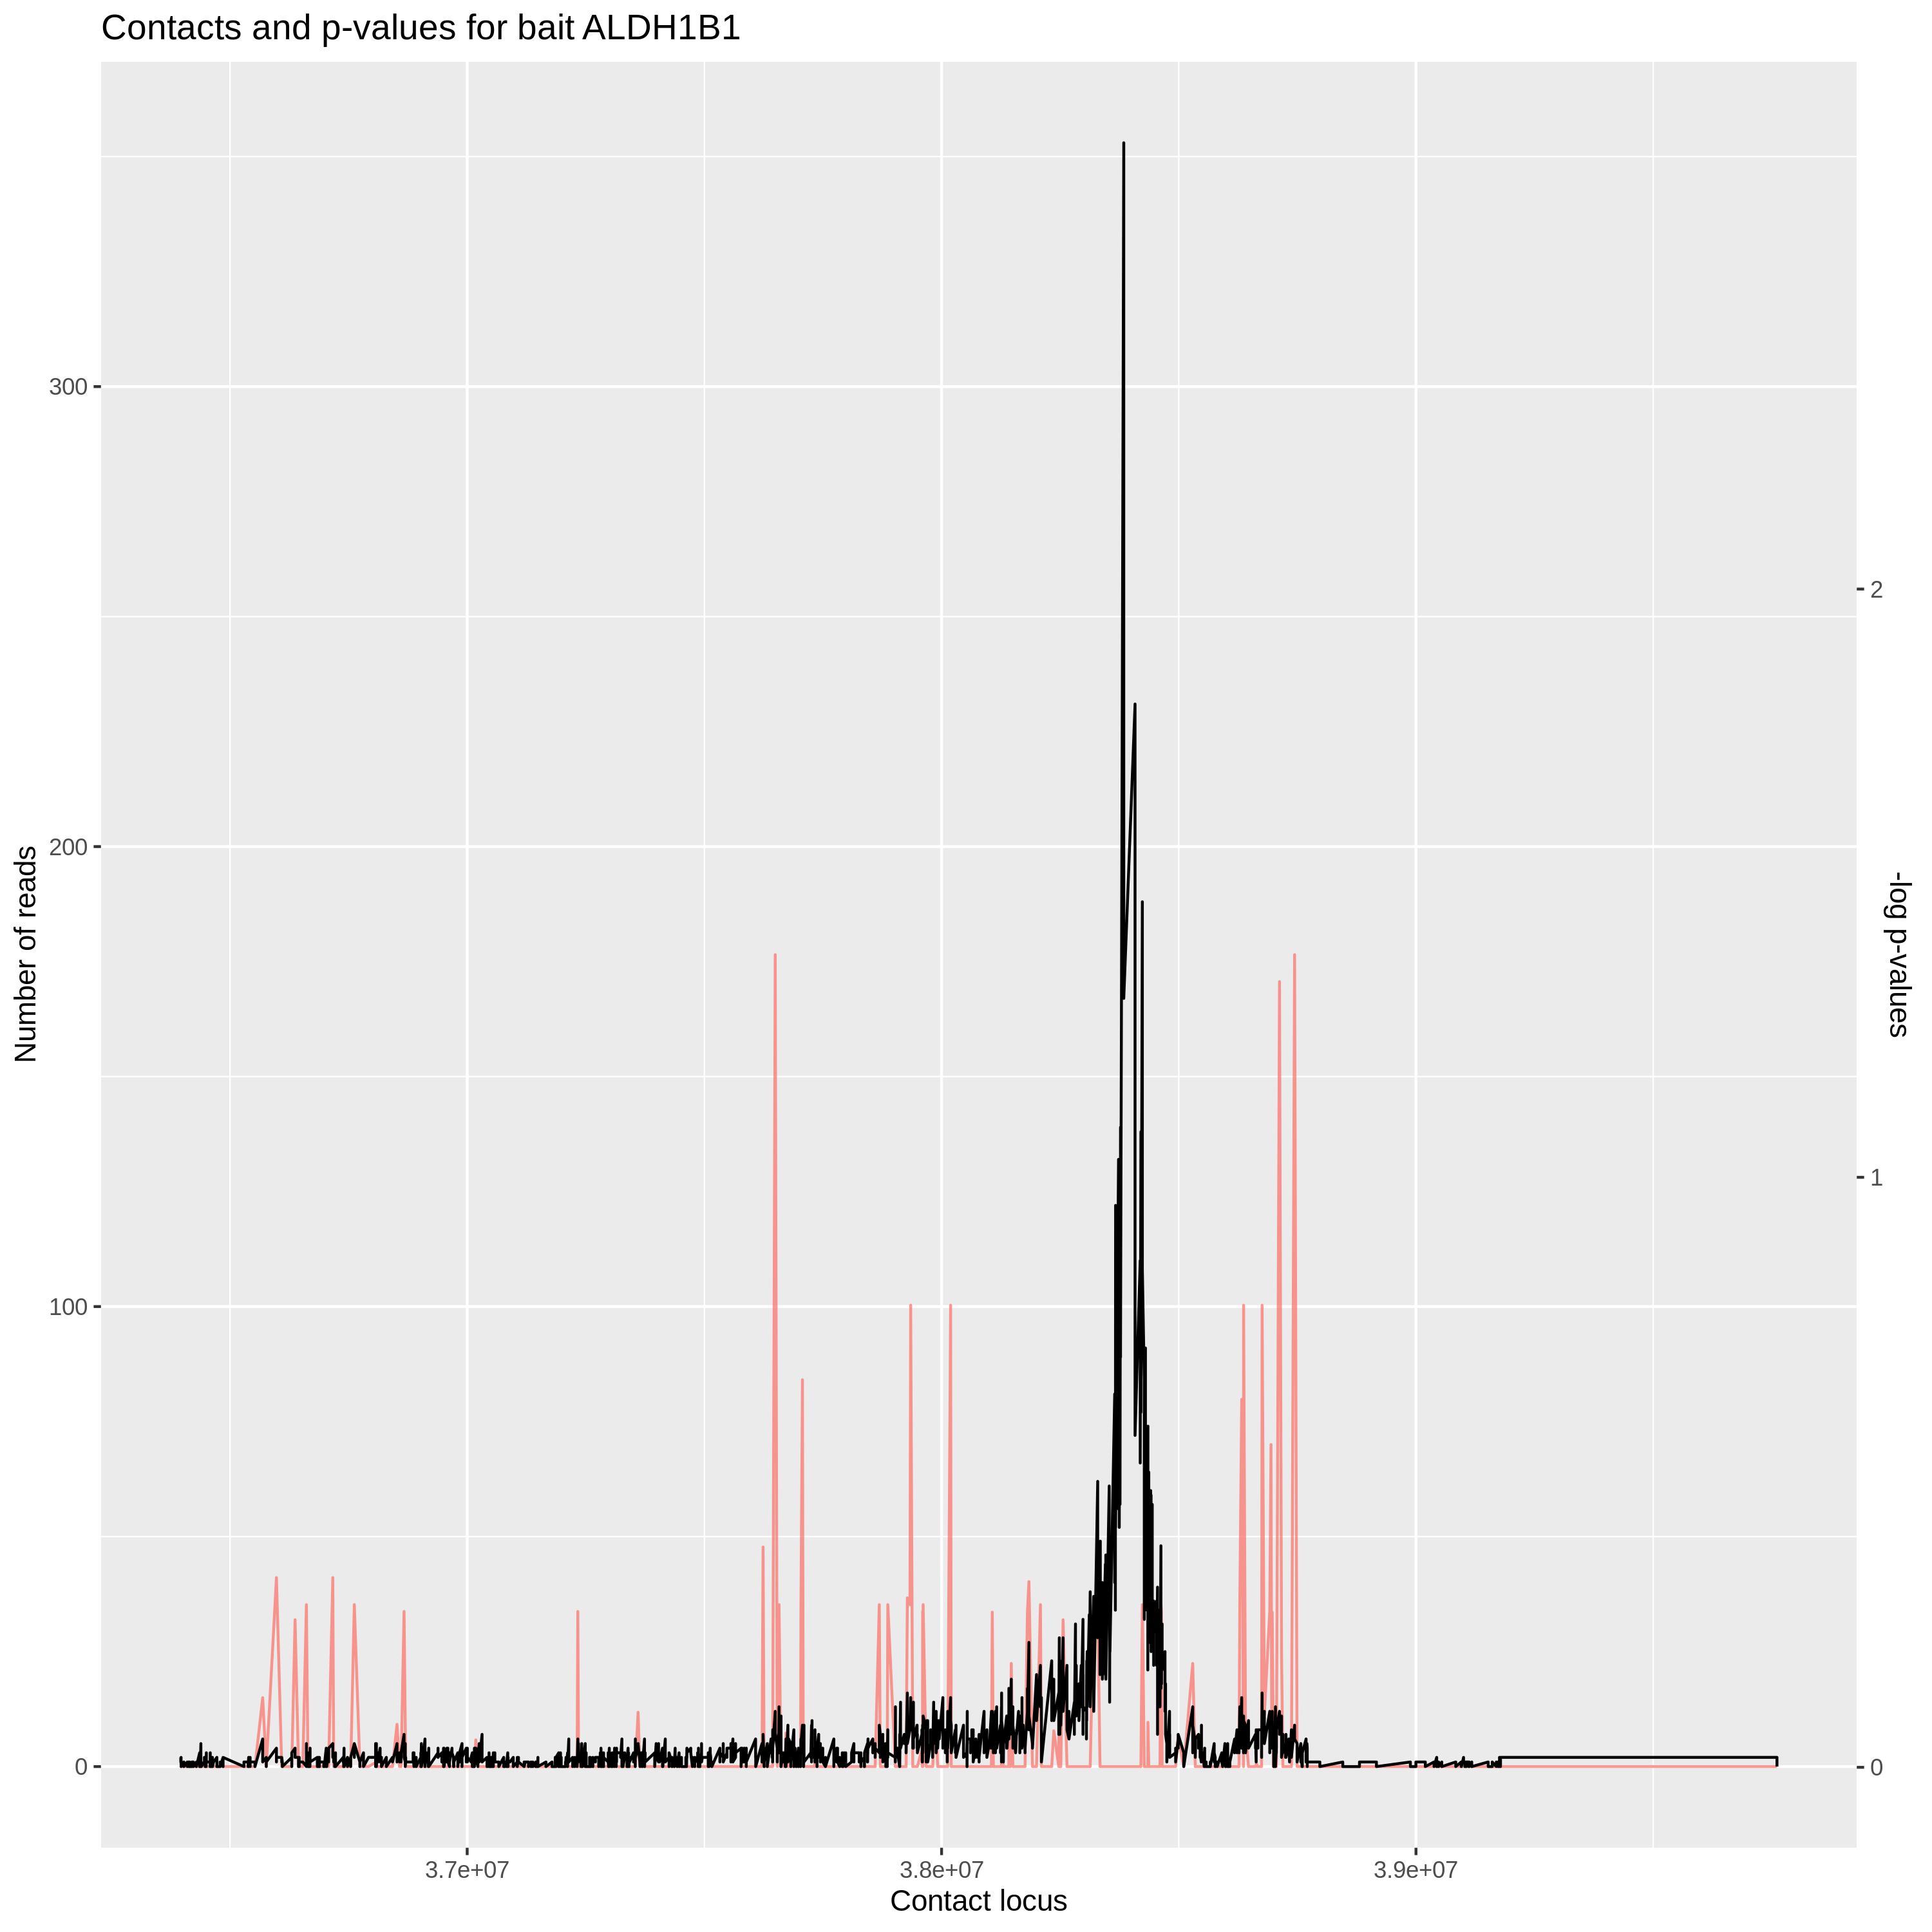 Contacts and p-values for bait ALDH1B1
300
200
100
0
Number of reads
2
1
0
-log p-values
3.7e+07
3.8e+07
3.9e+07
Contact locus